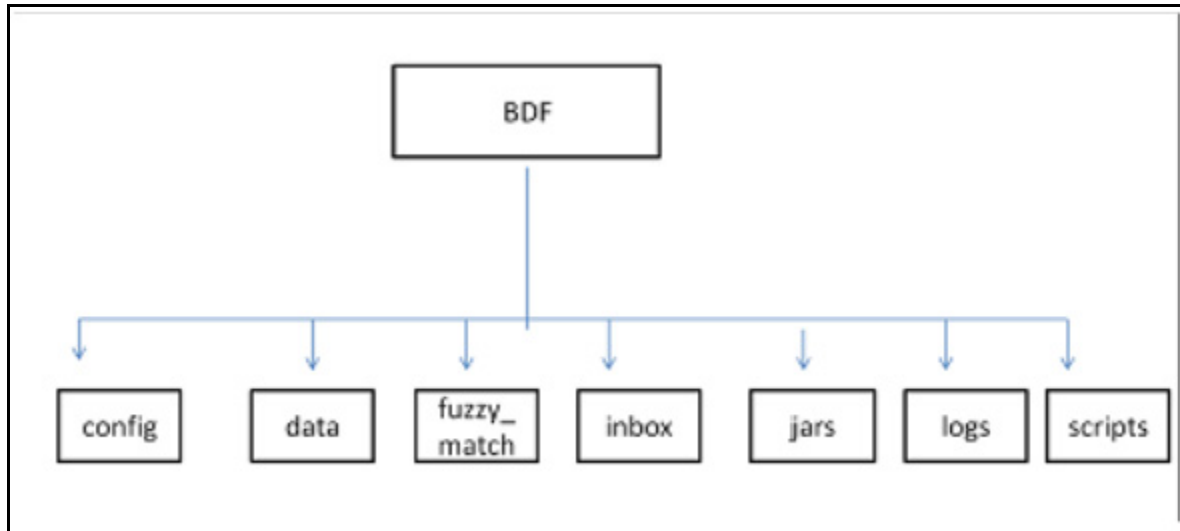 BDF
config
data
fuzzy_
match
inbox
jars
logs
scripts